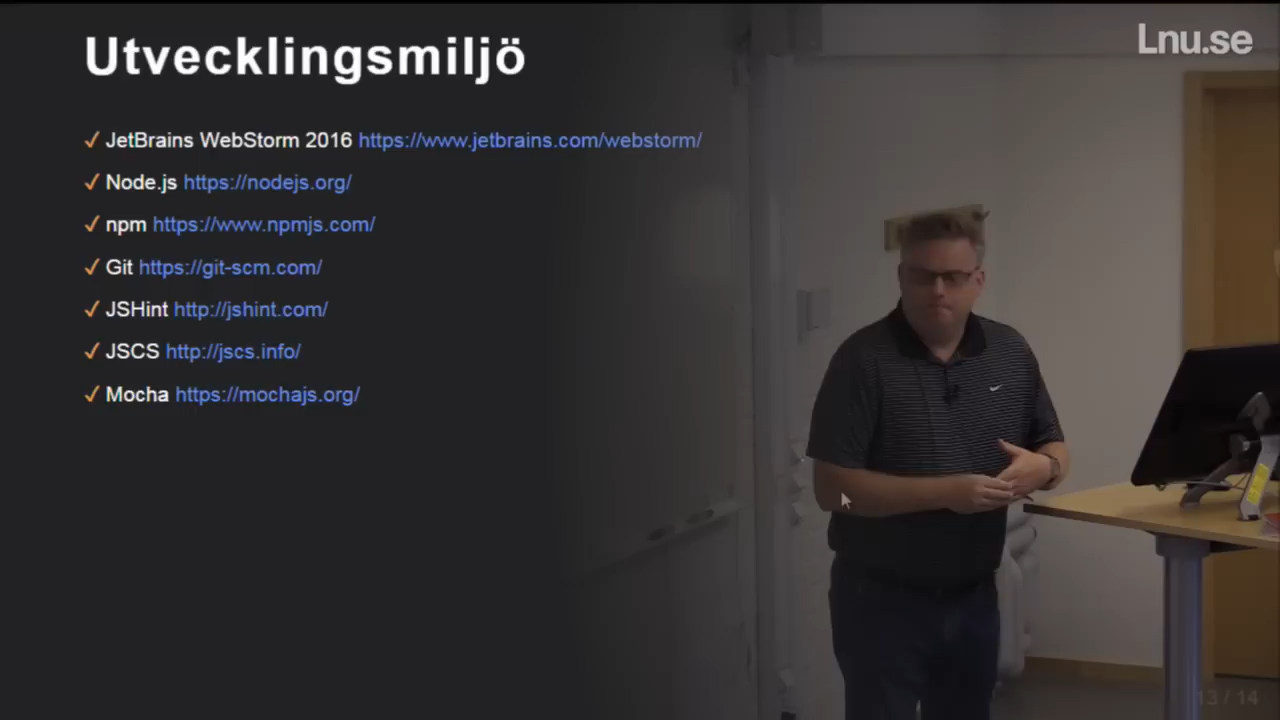 Utvecklingsmiljö
Lnu.se
JetBrains WebStorm 2016 https://www.jetbrains.com/webstorm/
Node.js https://nodejs.org/
npm https://www.npmjs.com/
Git https://git-scm.com/
JSHint http://jshint.com/
JSCS http://jscs.info/
Mocha https://mochajs.org/
13 / 14